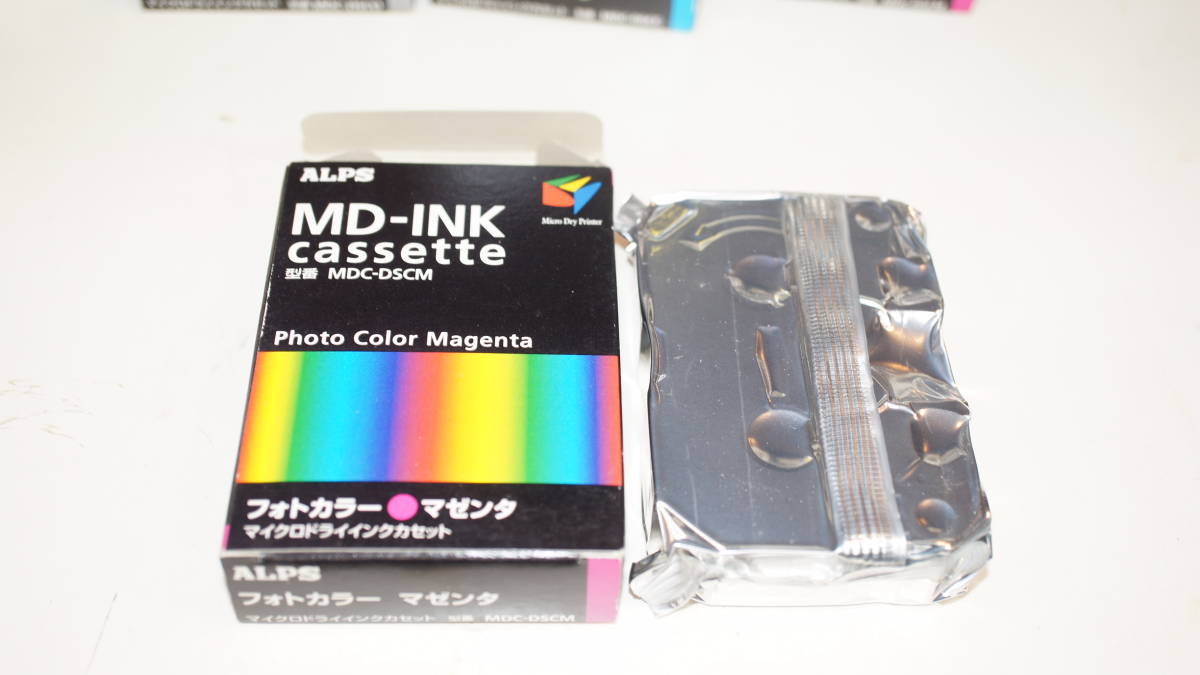 ALPS
MD-INK
cassette
型番 MDC-DSCM
Micro Dry Printer
Photo Color Magenta
フォトカラー マゼンタ
マイクロドライインクカセット
ALPS
フォトカラー マゼンタ
マイクロドライインクカセット 型番 MDC-DSCM